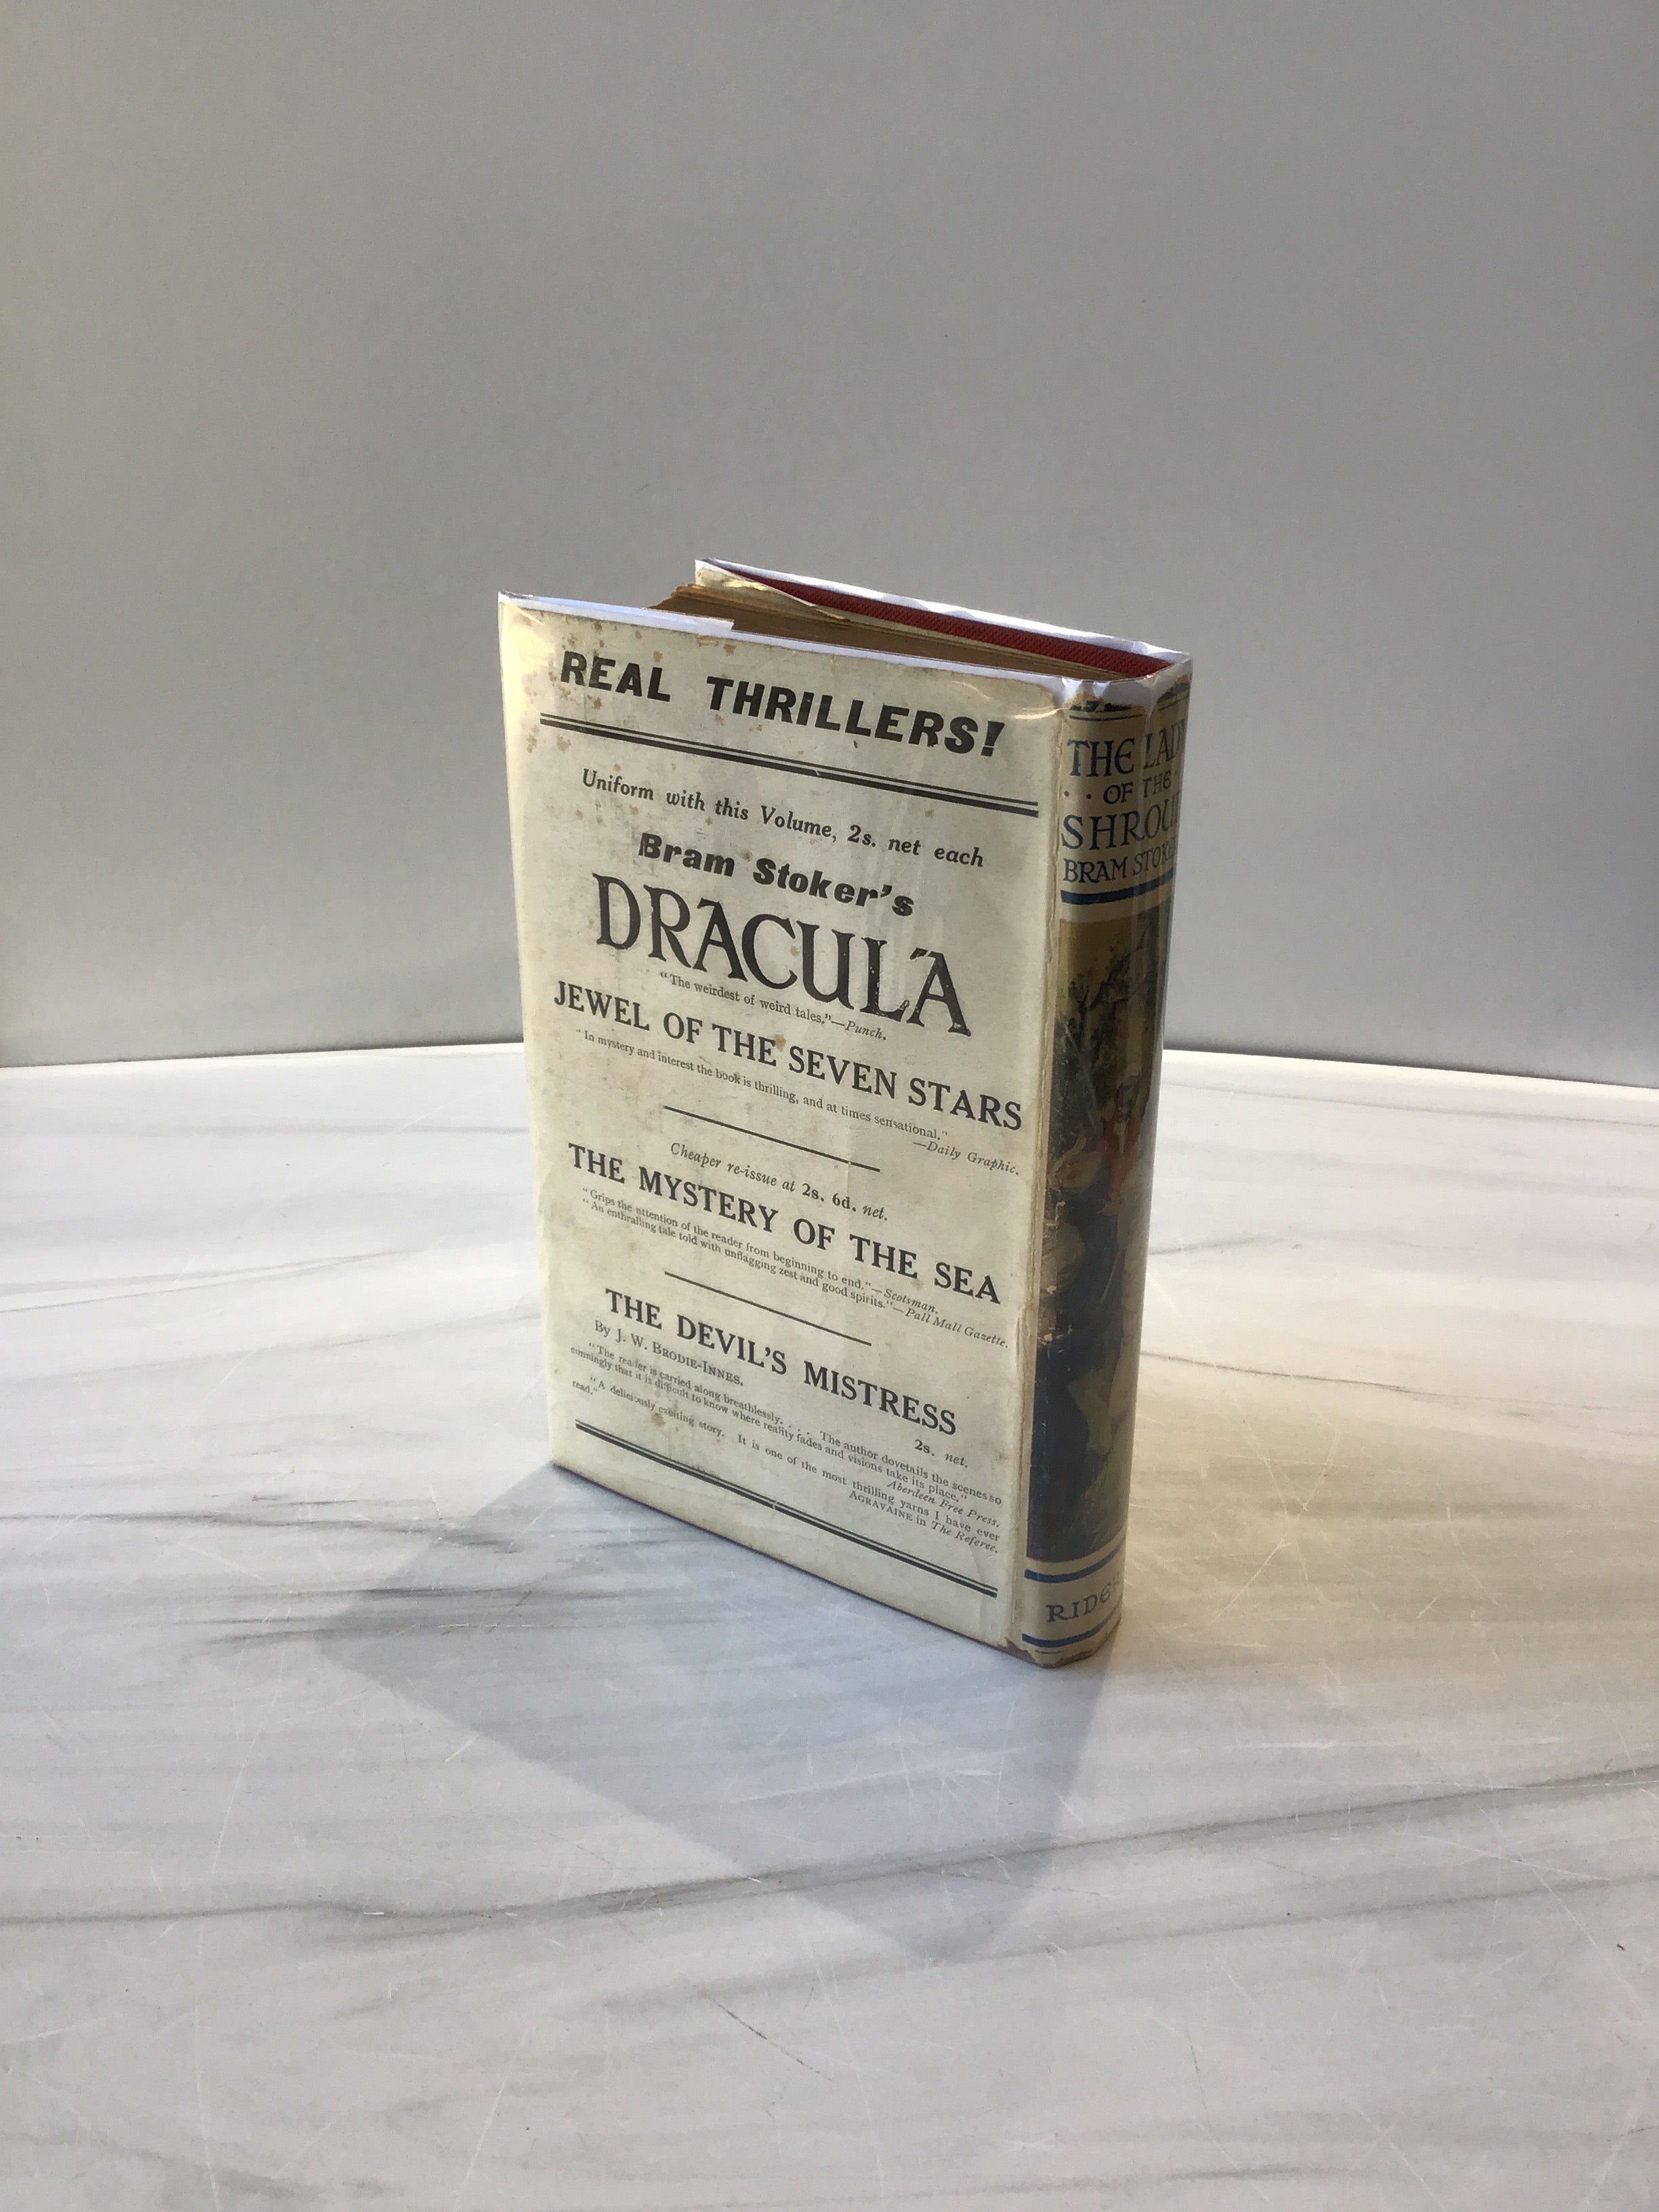 REAL THRILLERS!
Uniform with this Volume, 2s. net each
Bram Stoker's
DRACULA
"The weirdest of weird tales."—Punch.
JEWEL OF THE SEVEN STARS
"In mystery and interest the book is thrilling, and at times sensational."
—Daily Graphic.
Cheaper re-issue at 2s. 6d. net.
THE MYSTERY OF THE SEA
"Grips the attention of the reader from beginning to end."—Scotsman.
"An enthralling tale told with unflagging zest and good spirits."—Pall Mall Gazette.
THE DEVIL'S MISTRESS
By J. W. BRODIE-INNES.
2s. net.
"The reader is carried along breathlessly. . . . The author dovetails the scenes so
cunningly that it is difficult to know where reality fades and visions take its place."
Aberdeen Free Press.
"A deliciously exciting story. It is one of the most thrilling yarns I have ever
read."
AGRAVAINE in The Referee.
THE LADY
OF THE
SHROUD
BRAM STOKER
RIDER